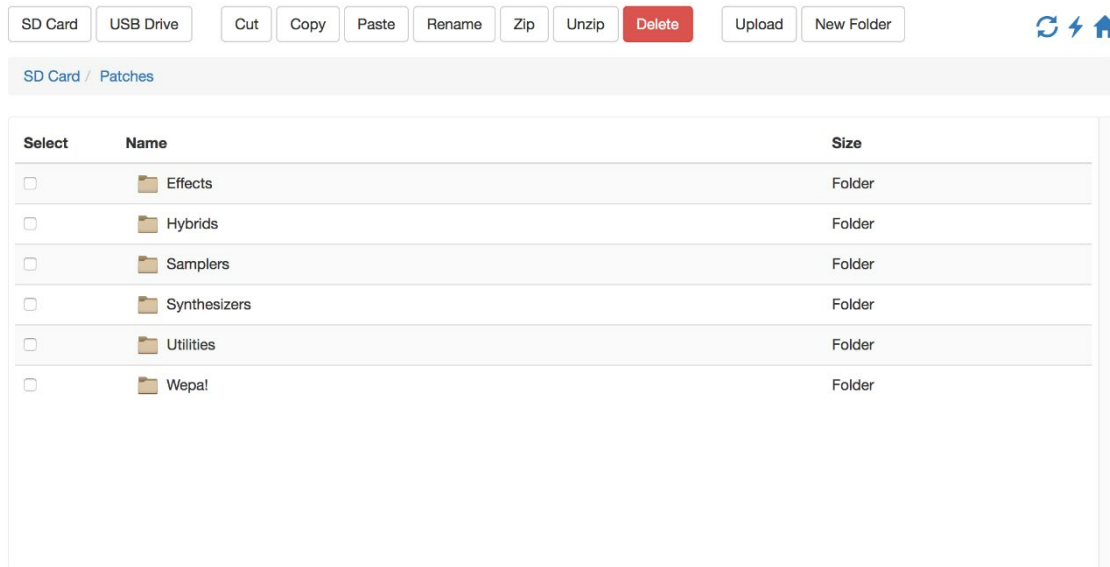 SD Card USB Drive Cut Copy Paste Rename Zip Unzip Delete Upload New Folder
SD Card / Patches
Select Name Size
Effects Folder
Hybrids Folder
Samplers Folder
Synthesizers Folder
Utilities Folder
Wepa! Folder